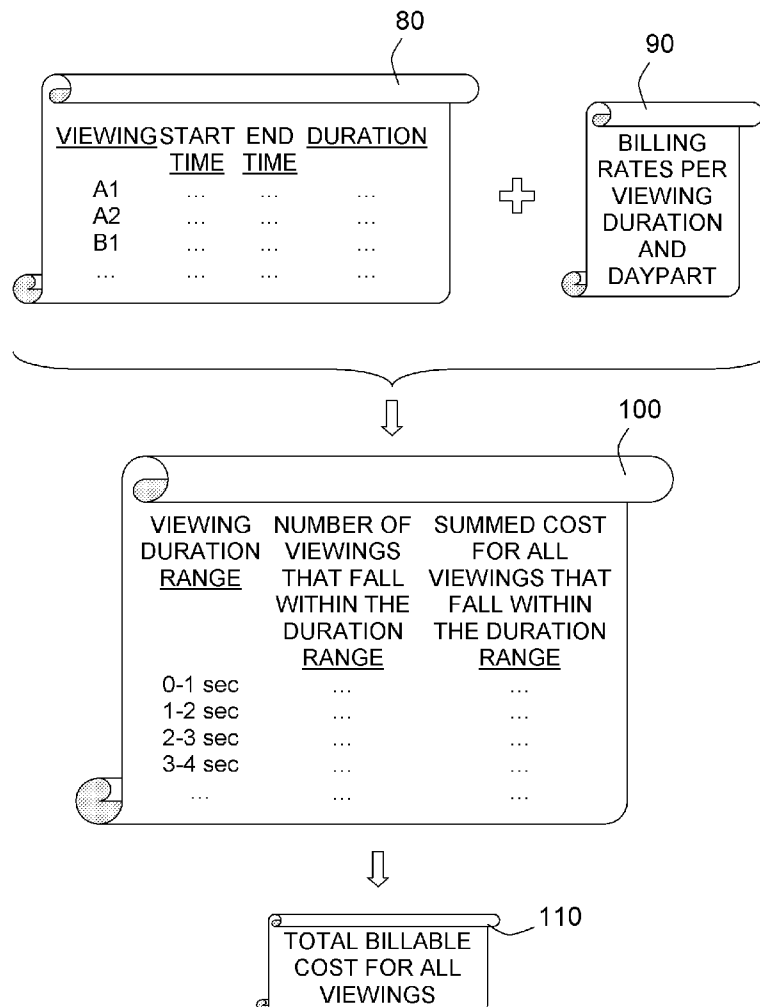 80
90
VIEWING START END DURATION
TIME TIME
A1 ... ... ...
A2 ... ... ...
B1 ... ... ...
... ... ... ...
BILLING
RATES PER
VIEWING
DURATION
AND
DAYPART
100
VIEWING NUMBER OF SUMMED COST
DURATION VIEWINGS FOR ALL
RANGE THAT FALL VIEWINGS THAT
WITHIN THE FALL WITHIN
DURATION THE DURATION
RANGE RANGE
0-1 sec ... ...
1-2 sec ... ...
2-3 sec ... ...
3-4 sec ... ...
... ... ...
110
TOTAL BILLABLE
COST FOR ALL
VIEWINGS